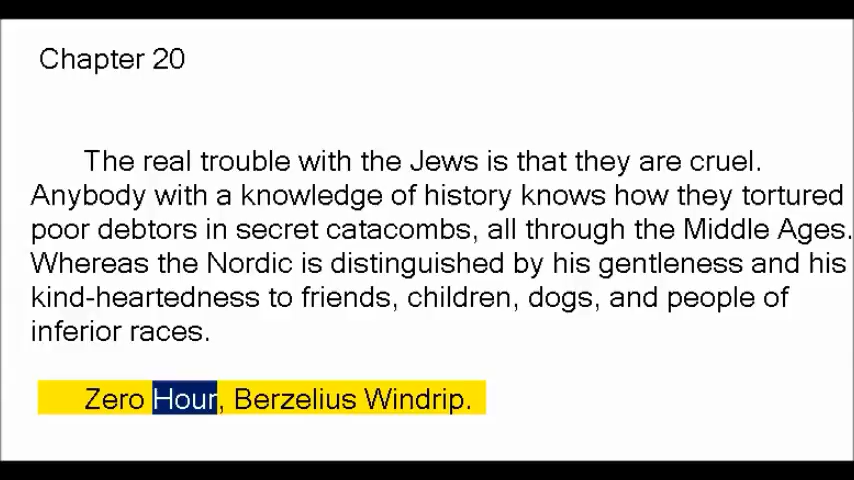 Chapter 20
The real trouble with the Jews is that they are cruel.
Anybody with a knowledge of history knows how they tortured
poor debtors in secret catacombs, all through the Middle Ages.
Whereas the Nordic is distinguished by his gentleness and his
kind-heartedness to friends, children, dogs, and people of
inferior races.
Zero Hour, Berzelius Windrip.